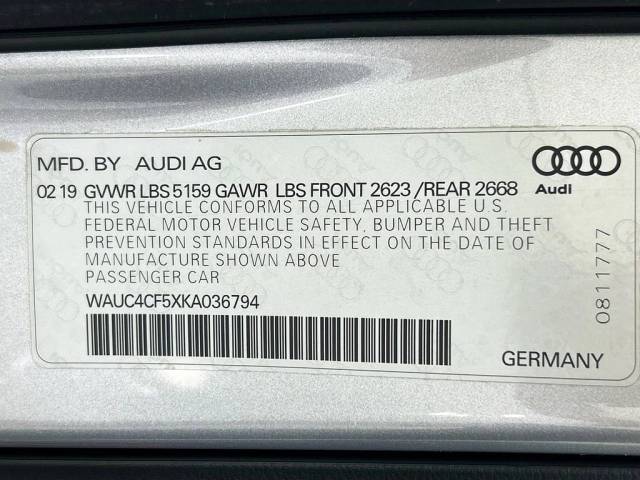 MFD. BY AUDI AG
02 19 GVWR LBS 5159 GAWR LBS FRONT 2623 /REAR 2668
Audi
THIS VEHICLE CONFORMS TO ALL APPLICABLE U.S.
FEDERAL MOTOR VEHICLE SAFETY, BUMPER AND THEFT
PREVENTION STANDARDS IN EFFECT ON THE DATE OF
MANUFACTURE SHOWN ABOVE
PASSENGER CAR
WAUC4CF5XKA036794
0811777
GERMANY